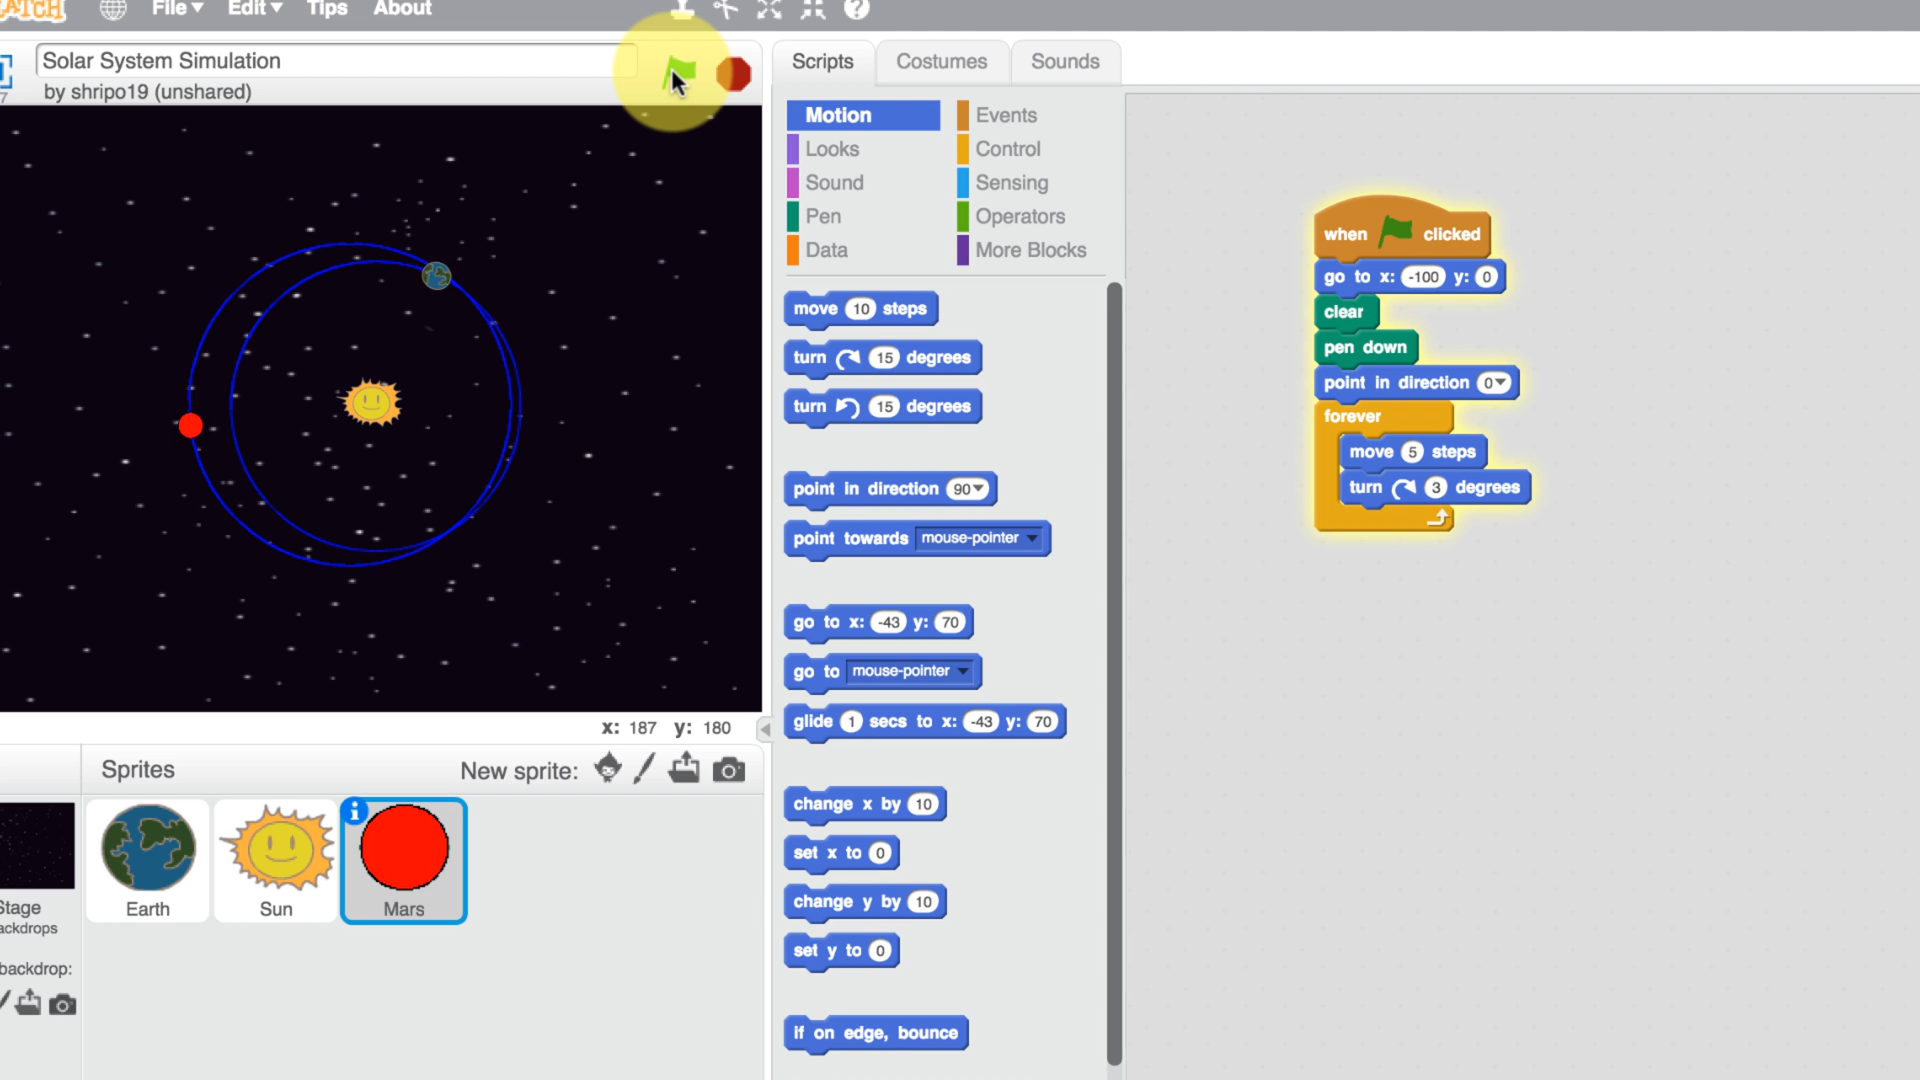 ATCH File Edit Tips About
Solar System Simulation
by shripo19 (unshared)
7
Scripts Costumes Sounds
Motion Events
Looks Control
Sound Sensing
Pen Operators
Data More Blocks
move 10 steps
turn 15 degrees
turn 15 degrees
point in direction 90
point towards mouse-pointer
go to x: -43 y: 70
go to mouse-pointer
glide 1 secs to x: -43 y: 70
change x by 10
set x to 0
change y by 10
set y to 0
if on edge, bounce
when clicked
go to x: -100 y: 0
clear
pen down
point in direction 0
forever
move 5 steps
turn 3 degrees
x: 187 y: 180
Sprites New sprite:
Earth Sun Mars
Stage
ackdrops
backdrop: